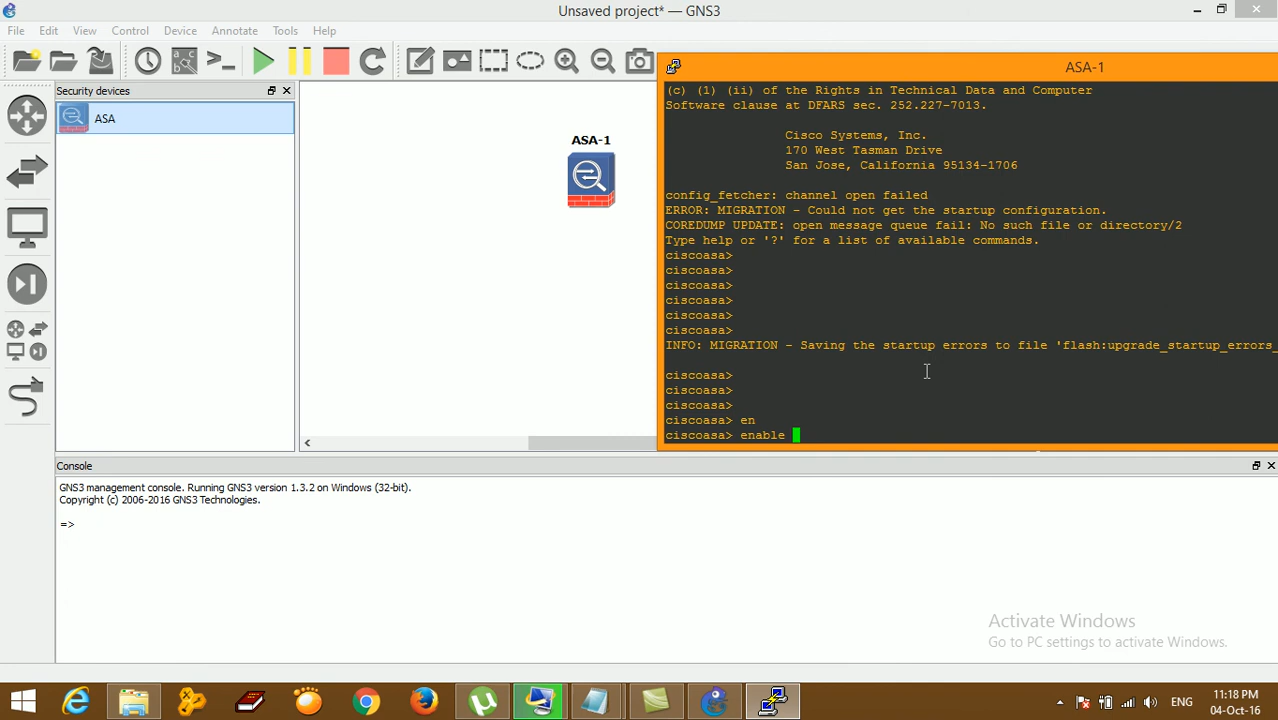 Unsaved project* — GNS3
File Edit View Control Device Annotate Tools Help
Security devices
ASA
ASA-1
ASA-1
(c) (1) (ii) of the Rights in Technical Data and Computer
Software clause at DFARS sec. 252.227-7013.
Cisco Systems, Inc.
170 West Tasman Drive
San Jose, California 95134-1706
config_fetcher: channel open failed
ERROR: MIGRATION - Could not get the startup configuration.
COREDUMP UPDATE: open message queue fail: No such file or directory/2
Type help or '?' for a list of available commands.
ciscoasa>
ciscoasa>
ciscoasa>
ciscoasa>
ciscoasa>
ciscoasa>
INFO: MIGRATION - Saving the startup errors to file 'flash:upgrade_startup_errors_
ciscoasa>
ciscoasa>
ciscoasa>
ciscoasa> en
ciscoasa> enable
Console
GNS3 management console. Running GNS3 version 1.3.2 on Windows (32-bit).
Copyright (c) 2006-2016 GNS3 Technologies.
=>
Activate Windows
Go to PC settings to activate Windows.
ENG
11:18 PM
04-Oct-16